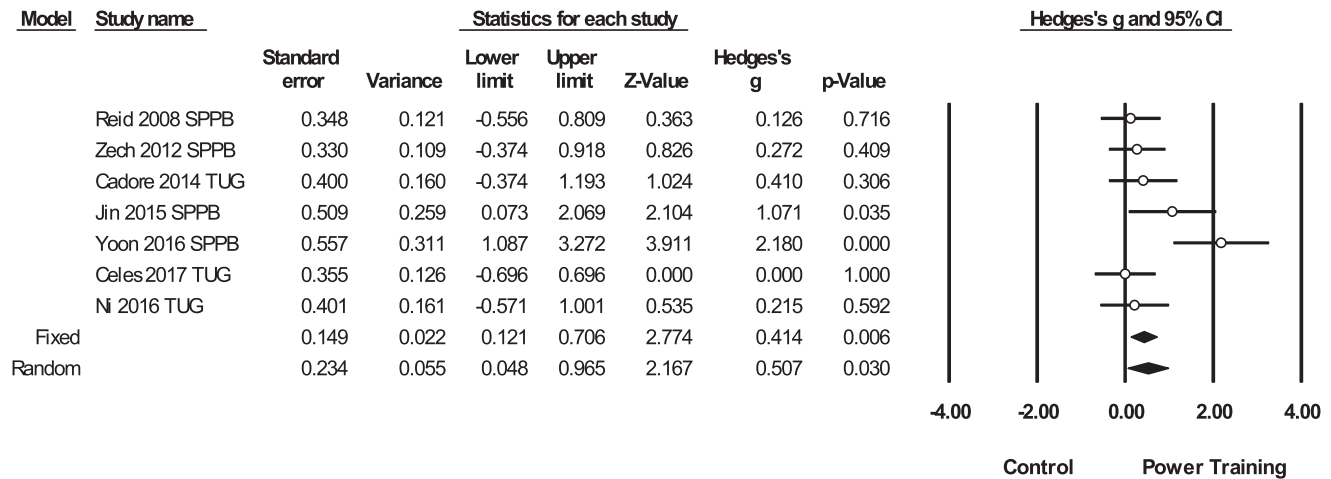 Model Study name Statistics for each study Hedges's g and 95% CI
Standard Lower Upper Hedges's
error Variance limit limit Z-Value g p-Value
Reid 2008 SPPB 0.348 0.121 -0.556 0.809 0.363 0.126 0.716
Zech 2012 SPPB 0.330 0.109 -0.374 0.918 0.826 0.272 0.409
Cadore 2014 TUG 0.400 0.160 -0.374 1.193 1.024 0.410 0.306
Jin 2015 SPPB 0.509 0.259 0.073 2.069 2.104 1.071 0.035
Yoon 2016 SPPB 0.557 0.311 1.087 3.272 3.911 2.180 0.000
Celes 2017 TUG 0.355 0.126 -0.696 0.696 0.000 0.000 1.000
Ni 2016 TUG 0.401 0.161 -0.571 1.001 0.535 0.215 0.592
Fixed 0.149 0.022 0.121 0.706 2.774 0.414 0.006
Random 0.234 0.055 0.048 0.965 2.167 0.507 0.030
-4.00 -2.00 0.00 2.00 4.00
Control Power Training